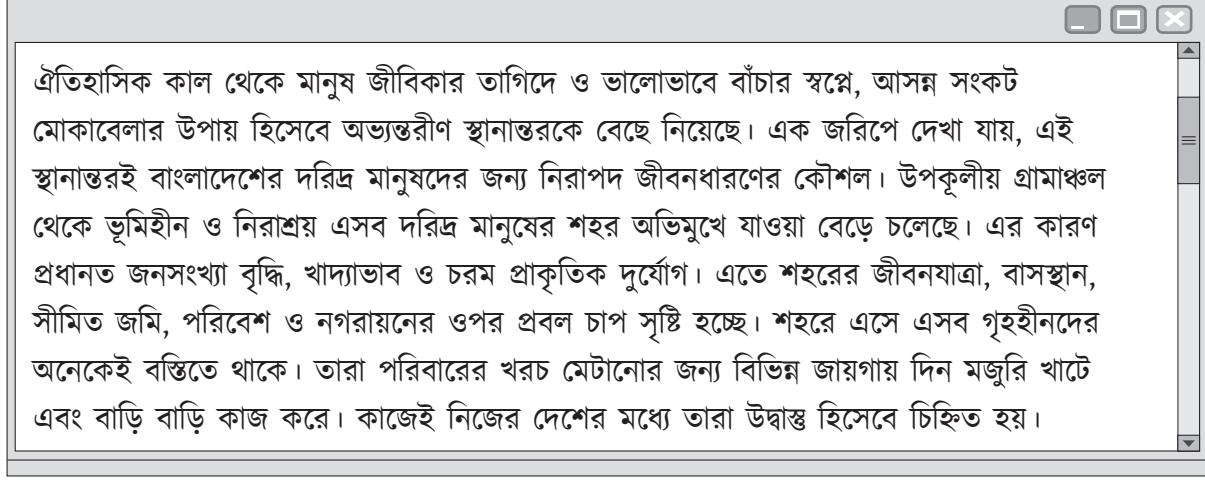 ঐতিহাসিক কাল থেকে মানুষ জীবিকার তাগিদে ও ভালোভাবে বাঁচার স্বপ্নে, আসন্ন সংকট
মোকাবেলার উপায় হিসেবে অভ্যন্তরীণ স্থানান্তরকে বেছে নিয়েছে। এক জরিপে দেখা যায়, এই
স্থানান্তরই বাংলাদেশের দরিদ্র মানুষদের জন্য নিরাপদ জীবনধারণের কৌশল। উপকূলীয় গ্রামাঞ্চল
থেকে ভূমিহীন ও নিরাশ্রয় এসব দরিদ্র মানুষের শহর অভিমুখে যাওয়া বেড়ে চলেছে। এর কারণ
প্রধানত জনসংখ্যা বৃদ্ধি, খাদ্যাভাব ও চরম প্রাকৃতিক দুর্যোগ। এতে শহরের জীবনযাত্রা, বাসস্থান,
সীমিত জমি, পরিবেশ ও নগরায়নের ওপর প্রবল চাপ সৃষ্টি হচ্ছে। শহরে এসে এসব গৃহহীনদের
অনেকেই বস্তিতে থাকে। তারা পরিবারের খরচ মেটানোর জন্য বিভিন্ন জায়গায় দিন মজুরি খাটে
এবং বাড়ি বাড়ি কাজ করে। কাজেই নিজের দেশের মধ্যে তারা উদ্বাস্তু হিসেবে চিহ্নিত হয়।